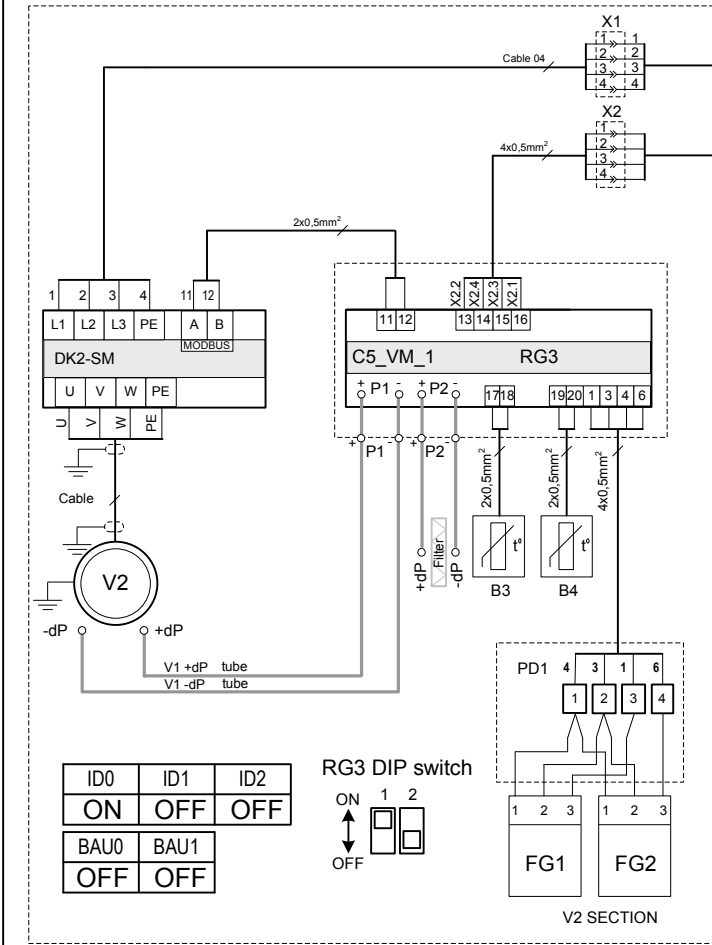 X1
1 1
2 2
3 3
4 4
Cable 04
X2
1
2
3
4
4x0,5mm²
2x0,5mm²
1 2 3 4 11 12
L1 L2 L3 PE A B
MODBUS
DK2-SM
U V W PE
U V W PE
X2.2 X2.4 X2.3 X2.1
11 12 13 14 15 16
C5_VM_1 RG3
+ P1 - + P2 - 17 18 19 20 1 3 4 6
+ P1 - + P2 -
2x0,5mm² 2x0,5mm² 4x0,5mm²
Cable
V2
-dP +dP
+dP Filter -dP
t° t°
B3 B4
V1 +dP tube
V1 -dP tube
PD1 4 3 1 6
1 2 3 4
1 2 3 1 2 3
FG1 FG2
V2 SECTION
ID0 ID1 ID2
ON OFF OFF
BAU0 BAU1
OFF OFF
RG3 DIP switch
ON 1 2
OFF